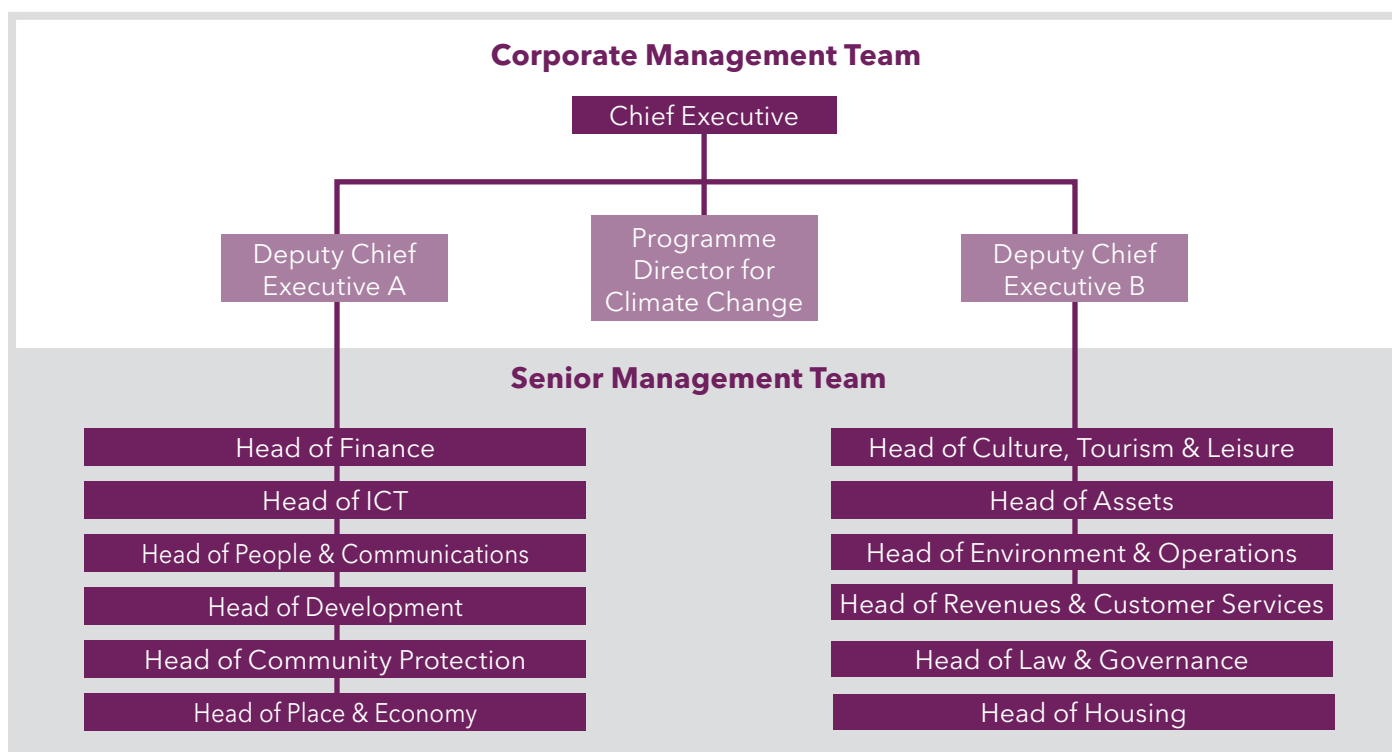 Corporate Management Team
Chief Executive
Deputy Chief
Executive A
Programme
Director for
Climate Change
Deputy Chief
Executive B
Senior Management Team
Head of Finance
Head of ICT
Head of People & Communications
Head of Development
Head of Community Protection
Head of Place & Economy
Head of Culture, Tourism & Leisure
Head of Assets
Head of Environment & Operations
Head of Revenues & Customer Services
Head of Law & Governance
Head of Housing